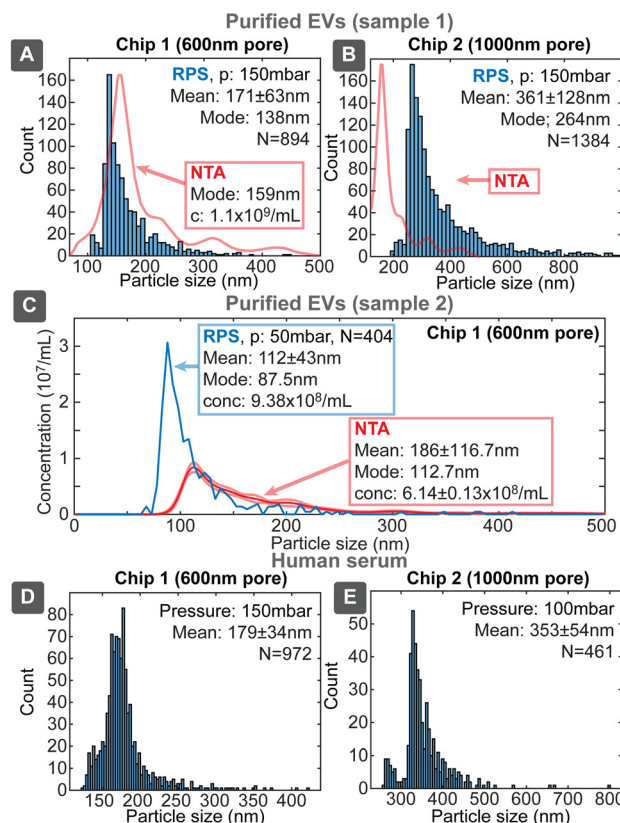 Purified EVs (sample 1)
Chip 1 (600nm pore)
A
RPS, p: 150mbar
Mean: 171±63nm
Mode: 138nm
N=894
NTA
Mode: 159nm
c: 1.1x10⁹/mL
Count
160
140
120
100
80
60
40
20
0
100 200 300 400 500
Particle size (nm)
Chip 2 (1000nm pore)
B
RPS, p: 150mbar
Mean: 361±128nm
Mode; 264nm
N=1384
NTA
Count
160
140
120
100
80
60
40
20
0
200 400 600 800
Particle size (nm)
Purified EVs (sample 2)
C
Chip 1 (600nm pore)
RPS, p: 50mbar, N=404
Mean: 112±43nm
Mode: 87.5nm
conc: 9.38x10⁸/mL
NTA
Mean: 186±116.7nm
Mode: 112.7nm
conc: 6.14±0.13x10⁸/mL
Concentration (10⁷/mL)
3
2
1
0
0 100 200 300 400 500
Particle size (nm)
Human serum
Chip 1 (600nm pore)
D
Pressure: 150mbar
Mean: 179±34nm
N=972
Count
80
70
60
50
40
30
20
10
0
150 200 250 300 350 400
Particle size (nm)
Chip 2 (1000nm pore)
E
Pressure: 100mbar
Mean: 353±54nm
N=461
Count
50
40
30
20
10
0
300 400 500 600 700 800
Particle size (nm)